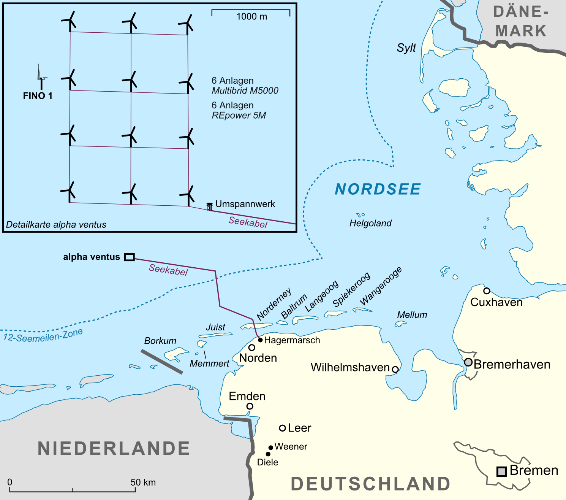 1000 m
DÄNE-
MARK
Sylt
FINO 1
6 Anlagen
Multibrid M5000
6 Anlagen
REpower 5M
Umspannwerk
Seekabel
Detailkarte alpha ventus
NORDSEE
Helgoland
alpha ventus
Seekabel
Cuxhaven
Norderney
Baltrum
Langeoog
Spiekeroog
Wangerooge
Mellum
12-Seemeilen-Zone
Juist
Borkum
Memmert
Hagermarsch
Norden
Wilhelmshaven
Bremerhaven
Emden
Leer
Weener
Diele
NIEDERLANDE
DEUTSCHLAND
Bremen
0
50 km